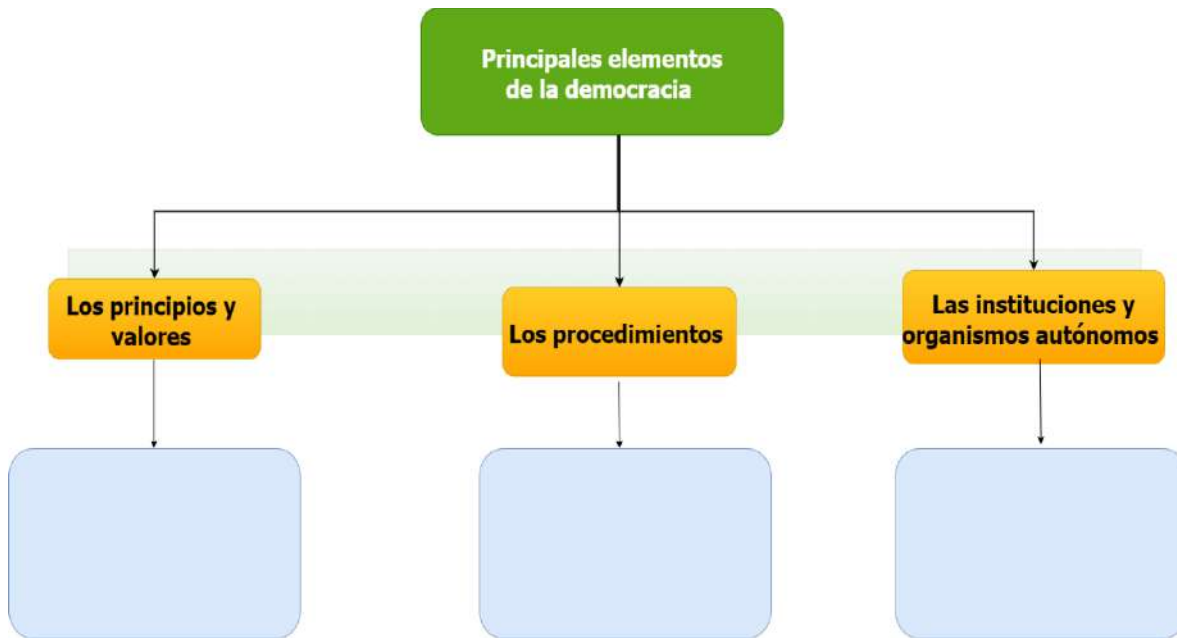 Principales elementos
de la democracia
Los principios y
valores
Los procedimientos
Las instituciones y
organismos autónomos